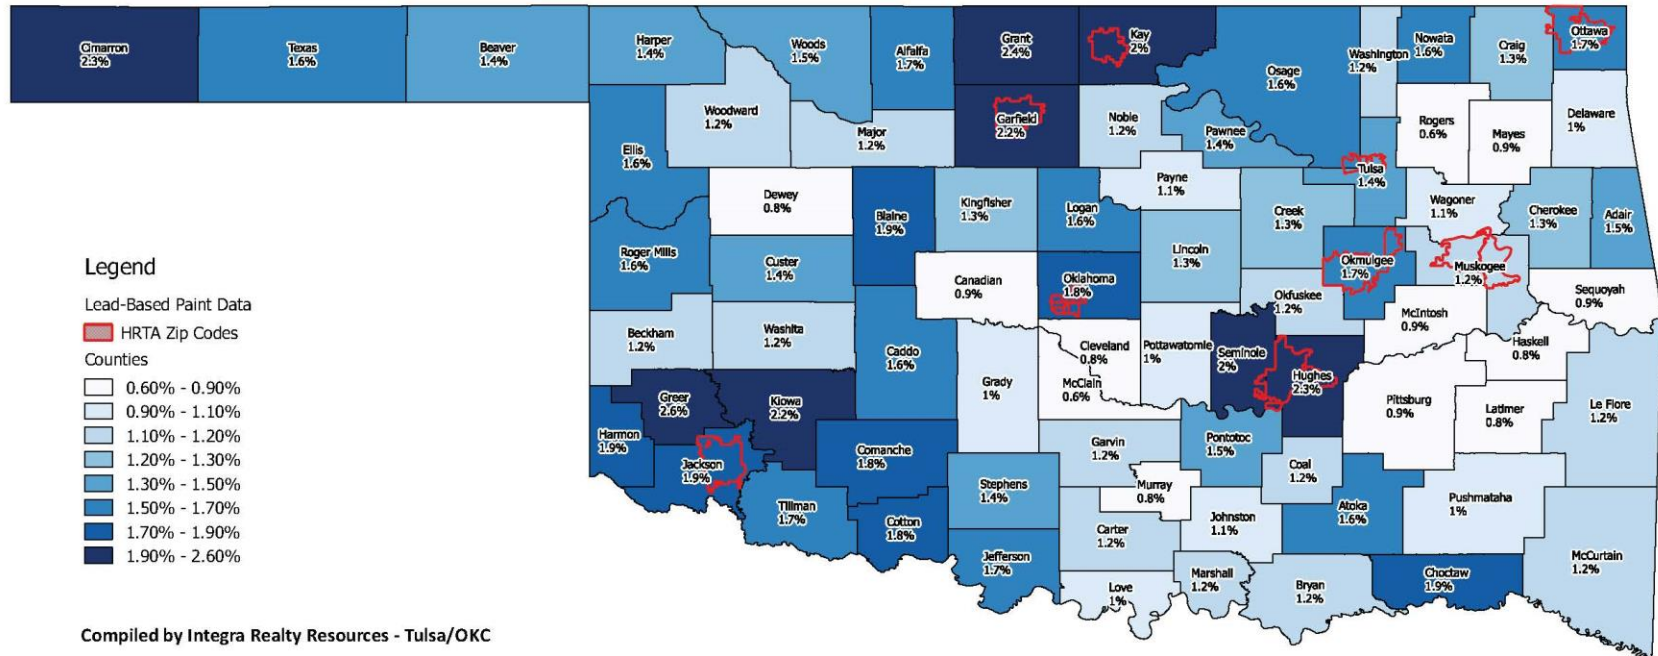 Cimarron
2.3%
Texas
1.6%
Beaver
1.4%
Harper
1.4%
Woods
1.5%
Alfalfa
1.7%
Grant
2.4%
Kay
2%
Osage
1.6%
Washington
1.2%
Nowata
1.6%
Craig
1.3%
Ottawa
1.7%
Ellis
1.6%
Woodward
1.2%
Major
1.2%
Garfield
2.2%
Noble
1.2%
Pawnee
1.4%
Rogers
0.6%
Mayes
0.9%
Delaware
1%
Dewey
0.8%
Blaine
1.9%
Kingfisher
1.3%
Logan
1.6%
Payne
1.1%
Creek
1.3%
Tulsa
1.4%
Wagoner
1.1%
Cherokee
1.3%
Adair
1.5%
Roger Mills
1.6%
Custer
1.4%
Canadian
0.9%
Oklahoma
1.8%
Lincoln
1.3%
Okfuskee
1.2%
Okmulgee
1.7%
Muskogee
1.2%
Sequoyah
0.9%
Beckham
1.2%
Washita
1.2%
Caddo
1.6%
Grady
1%
Cleveland
0.8%
McClain
0.6%
Pottawatomie
1%
Seminole
2%
Hughes
2.3%
McIntosh
0.9%
Haskell
0.8%
Pittsburg
0.9%
Latimer
0.8%
Le Flore
1.2%
Greer
2.6%
Kiowa
2.2%
Harmon
1.9%
Jackson
1.9%
Tillman
1.7%
Comanche
1.8%
Cotton
1.8%
Stephens
1.4%
Jefferson
1.7%
Garvin
1.2%
Murray
0.8%
Carter
1.2%
Love
1%
Pontotoc
1.5%
Coal
1.2%
Johnston
1.1%
Marshall
1.2%
Atoka
1.6%
Bryan
1.2%
Pushmataha
1%
Choctaw
1.9%
McCurtain
1.2%
Legend
Lead-Based Paint Data
HRTA Zip Codes
Counties
0.60% - 0.90%
0.90% - 1.10%
1.10% - 1.20%
1.20% - 1.30%
1.30% - 1.50%
1.50% - 1.70%
1.70% - 1.90%
1.90% - 2.60%
Compiled by Integra Realty Resources - Tulsa/OKC